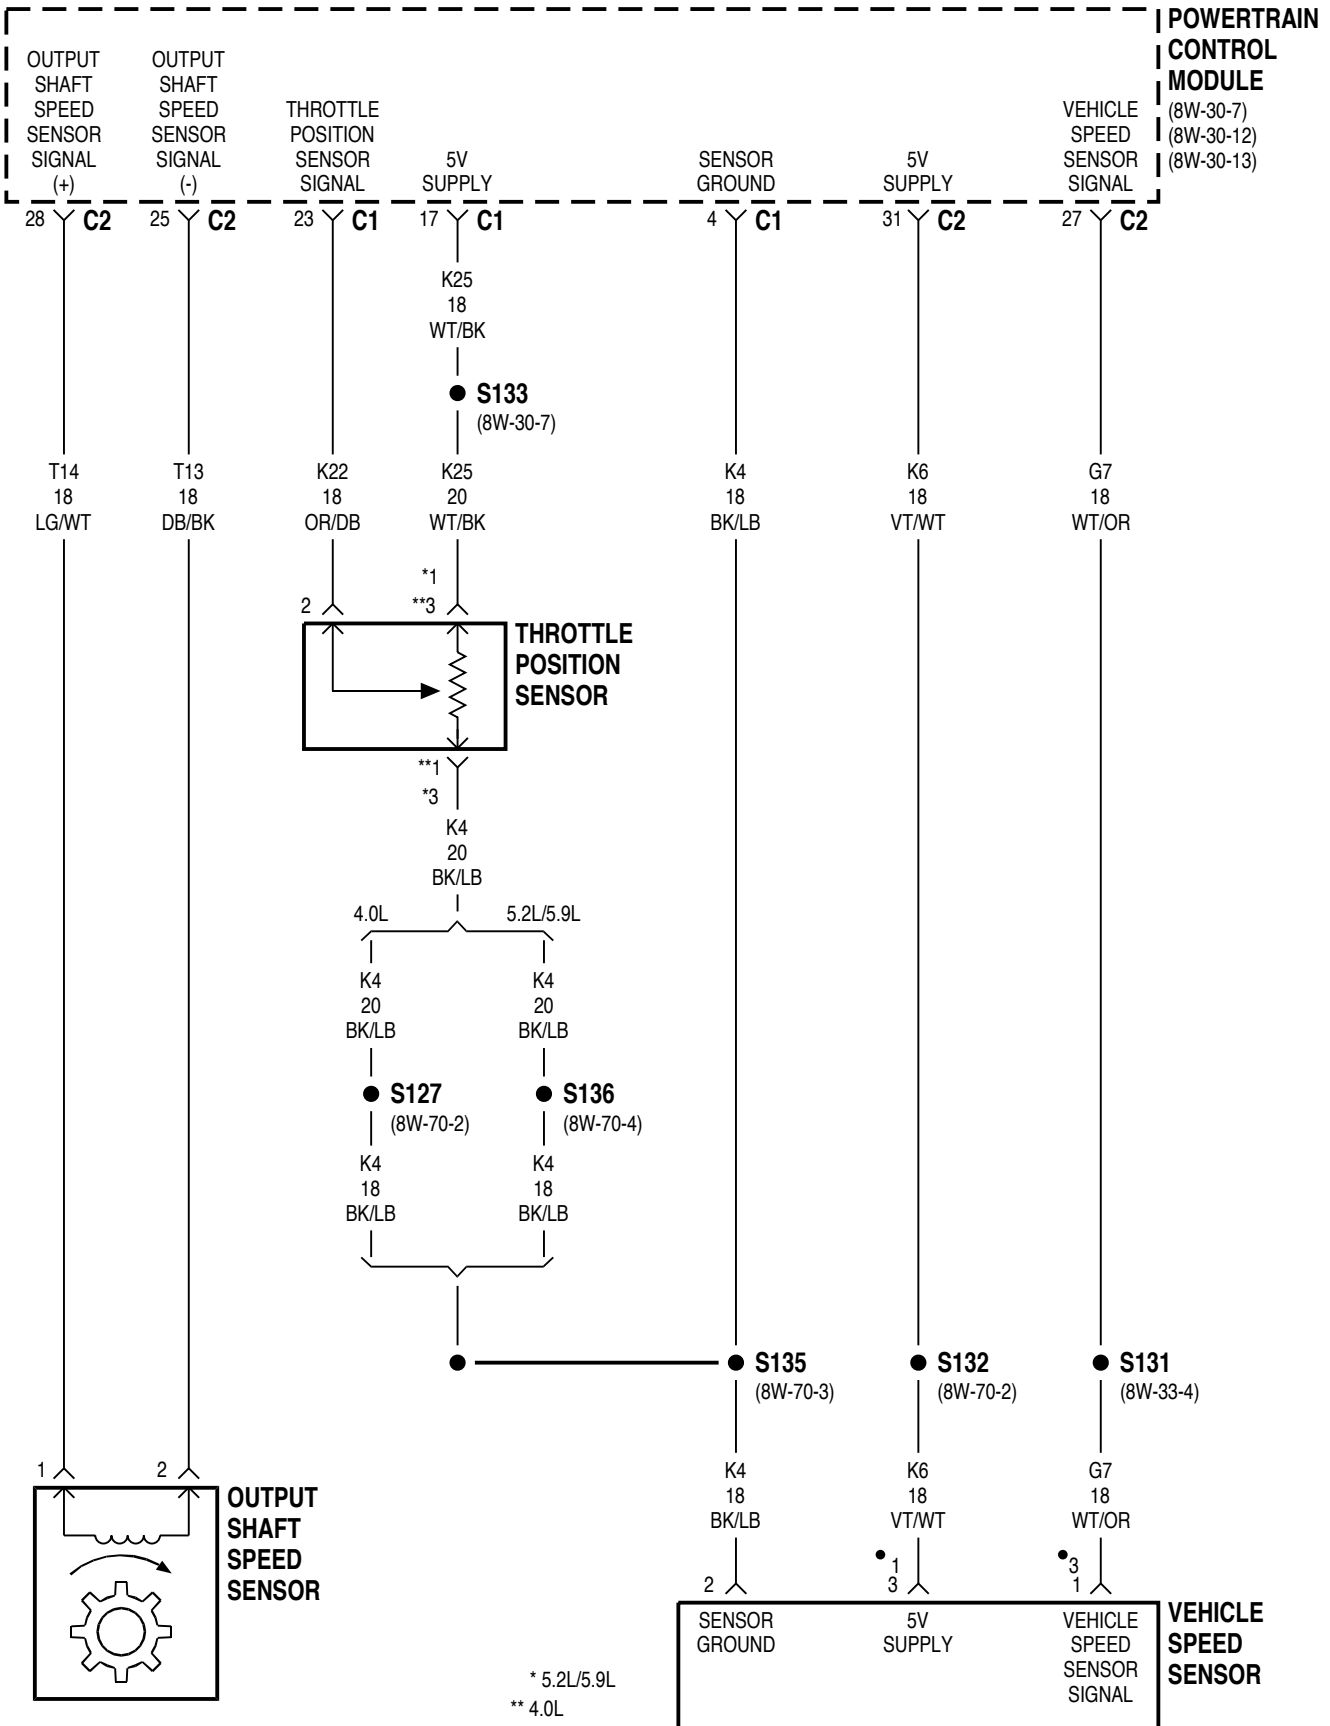 POWERTRAIN
CONTROL
MODULE
(8W-30-7)
(8W-30-12)
(8W-30-13)
OUTPUT
SHAFT
SPEED
SENSOR
SIGNAL
(+)
OUTPUT
SHAFT
SPEED
SENSOR
SIGNAL
(-)
THROTTLE
POSITION
SENSOR
SIGNAL
5V
SUPPLY
SENSOR
GROUND
5V
SUPPLY
VEHICLE
SPEED
SENSOR
SIGNAL
28 C2
25 C2
23 C1
17 C1
4 C1
31 C2
27 C2
K25
18
WT/BK
S133
(8W-30-7)
T14
18
LG/WT
T13
18
DB/BK
K22
18
OR/DB
K25
20
WT/BK
K4
18
BK/LB
K6
18
VT/WT
G7
18
WT/OR
*1
2
**3
THROTTLE
POSITION
SENSOR
**1
*3
K4
20
BK/LB
4.0L
5.2L/5.9L
K4
20
BK/LB
K4
20
BK/LB
S127
(8W-70-2)
S136
(8W-70-4)
K4
18
BK/LB
K4
18
BK/LB
S135
(8W-70-3)
S132
(8W-70-2)
S131
(8W-33-4)
1
2
OUTPUT
SHAFT
SPEED
SENSOR
K4
18
BK/LB
K6
18
VT/WT
G7
18
WT/OR
2
• 1
3
• 3
1
SENSOR
GROUND
5V
SUPPLY
VEHICLE
SPEED
SENSOR
SIGNAL
VEHICLE
SPEED
SENSOR
* 5.2L/5.9L
** 4.0L